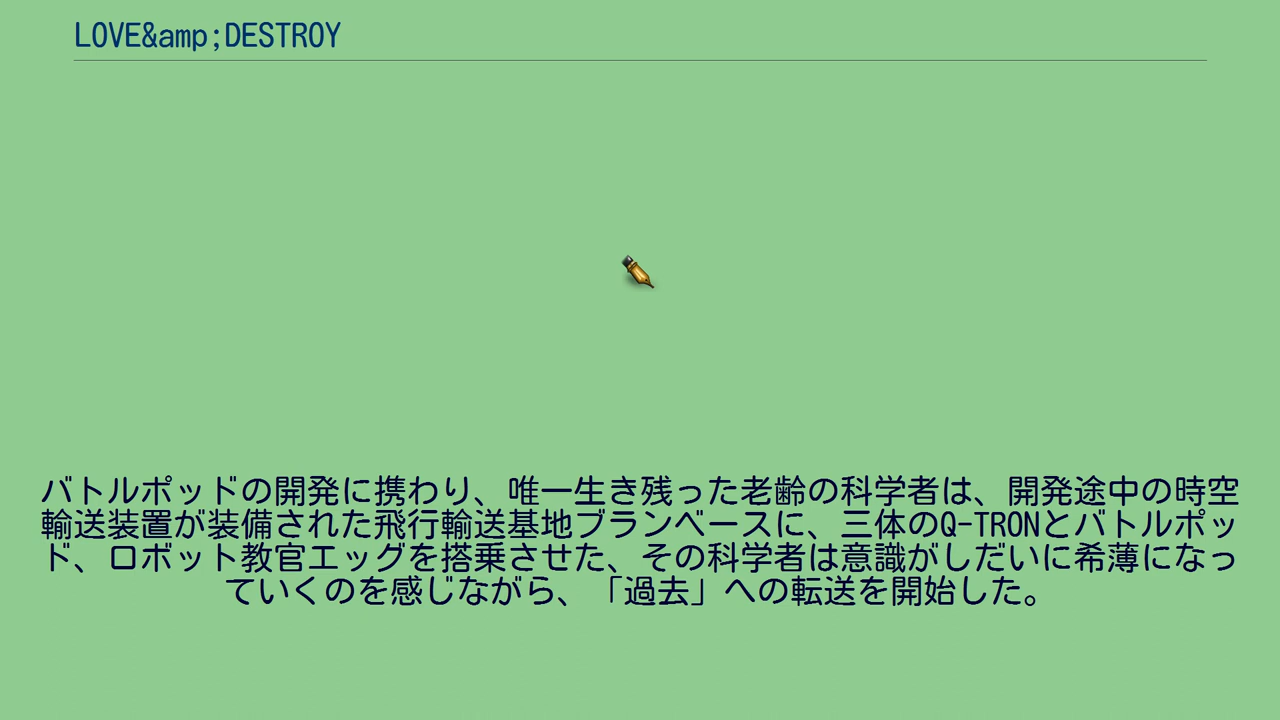 LOVE&amp;DESTROY
バトルポッドの開発に携わり、唯一生き残った老齢の科学者は、開発途中の時空
輸送装置が装備された飛行輸送基地ブランベースに、三体のQ-TRONとバトルポッ
ド、ロボット教官エッグを搭乗させた、その科学者は意識がしだいに希薄になっ
ていくのを感じながら、「過去」への転送を開始した。